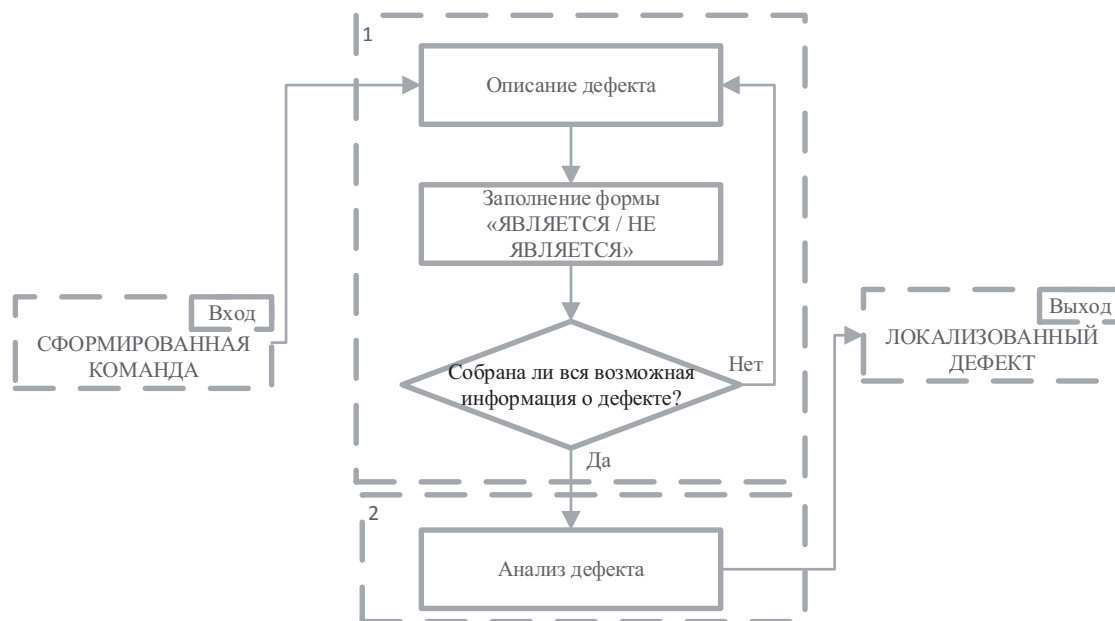 1
Описание дефекта
Заполнение формы
«ЯВЛЯЕТСЯ / НЕ
ЯВЛЯЕТСЯ»
Вход
СФОРМИРОВАННАЯ
КОМАНДА
Выход
ЛОКАЛИЗОВАННЫЙ
ДЕФЕКТ
Собрана ли вся возможная
информация о дефекте?
Нет
Да
2
Анализ дефекта